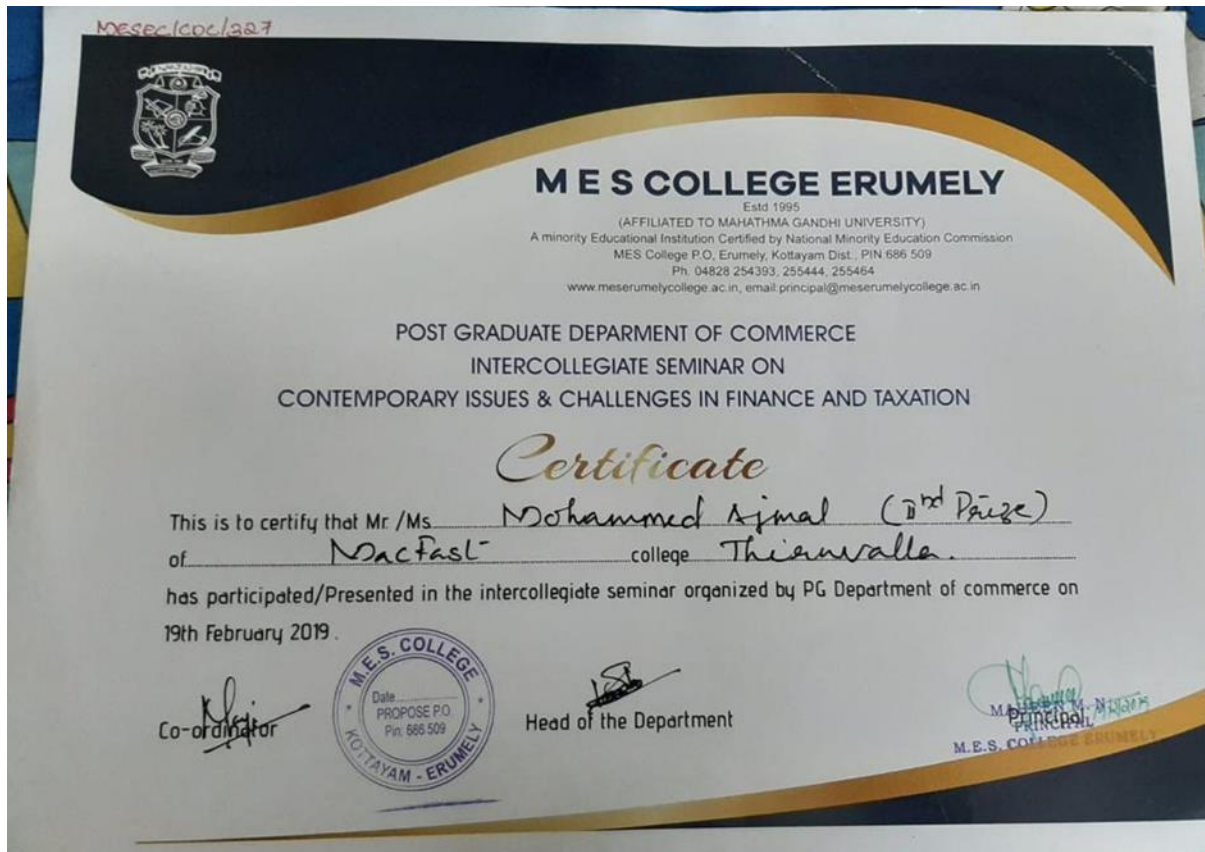 MESEC/CDC/327
M E S COLLEGE ERUMELY
Estd 1995
(AFFILIATED TO MAHATHMA GANDHI UNIVERSITY)
A minority Educational Institution Certified by National Minority Education Commission
MES College P.O, Erumely, Kottayam Dist., PIN 686 509
Ph. 04828 254393, 255444, 255464
www.meserumelycollege.ac.in, email:principal@meserumelycollege.ac.in
POST GRADUATE DEPARMENT OF COMMERCE
INTERCOLLEGIATE SEMINAR ON
CONTEMPORARY ISSUES & CHALLENGES IN FINANCE AND TAXATION
Certificate
This is to certify that Mr /Ms Mohammed Ajmal (IInd Prize)
of MacFast college Thiruvalla.
has participated/Presented in the intercollegiate seminar organized by PG Department of commerce on
19th February 2019.
M.E.S. COLLEGE
Date
PROPOSE P.O.
Pin: 686 509
KOTTAYAM - ERUMELY
Co-ordinator
Head of the Department
Principal
PRINCIPAL
M.E.S. COLLEGE ERUMELY